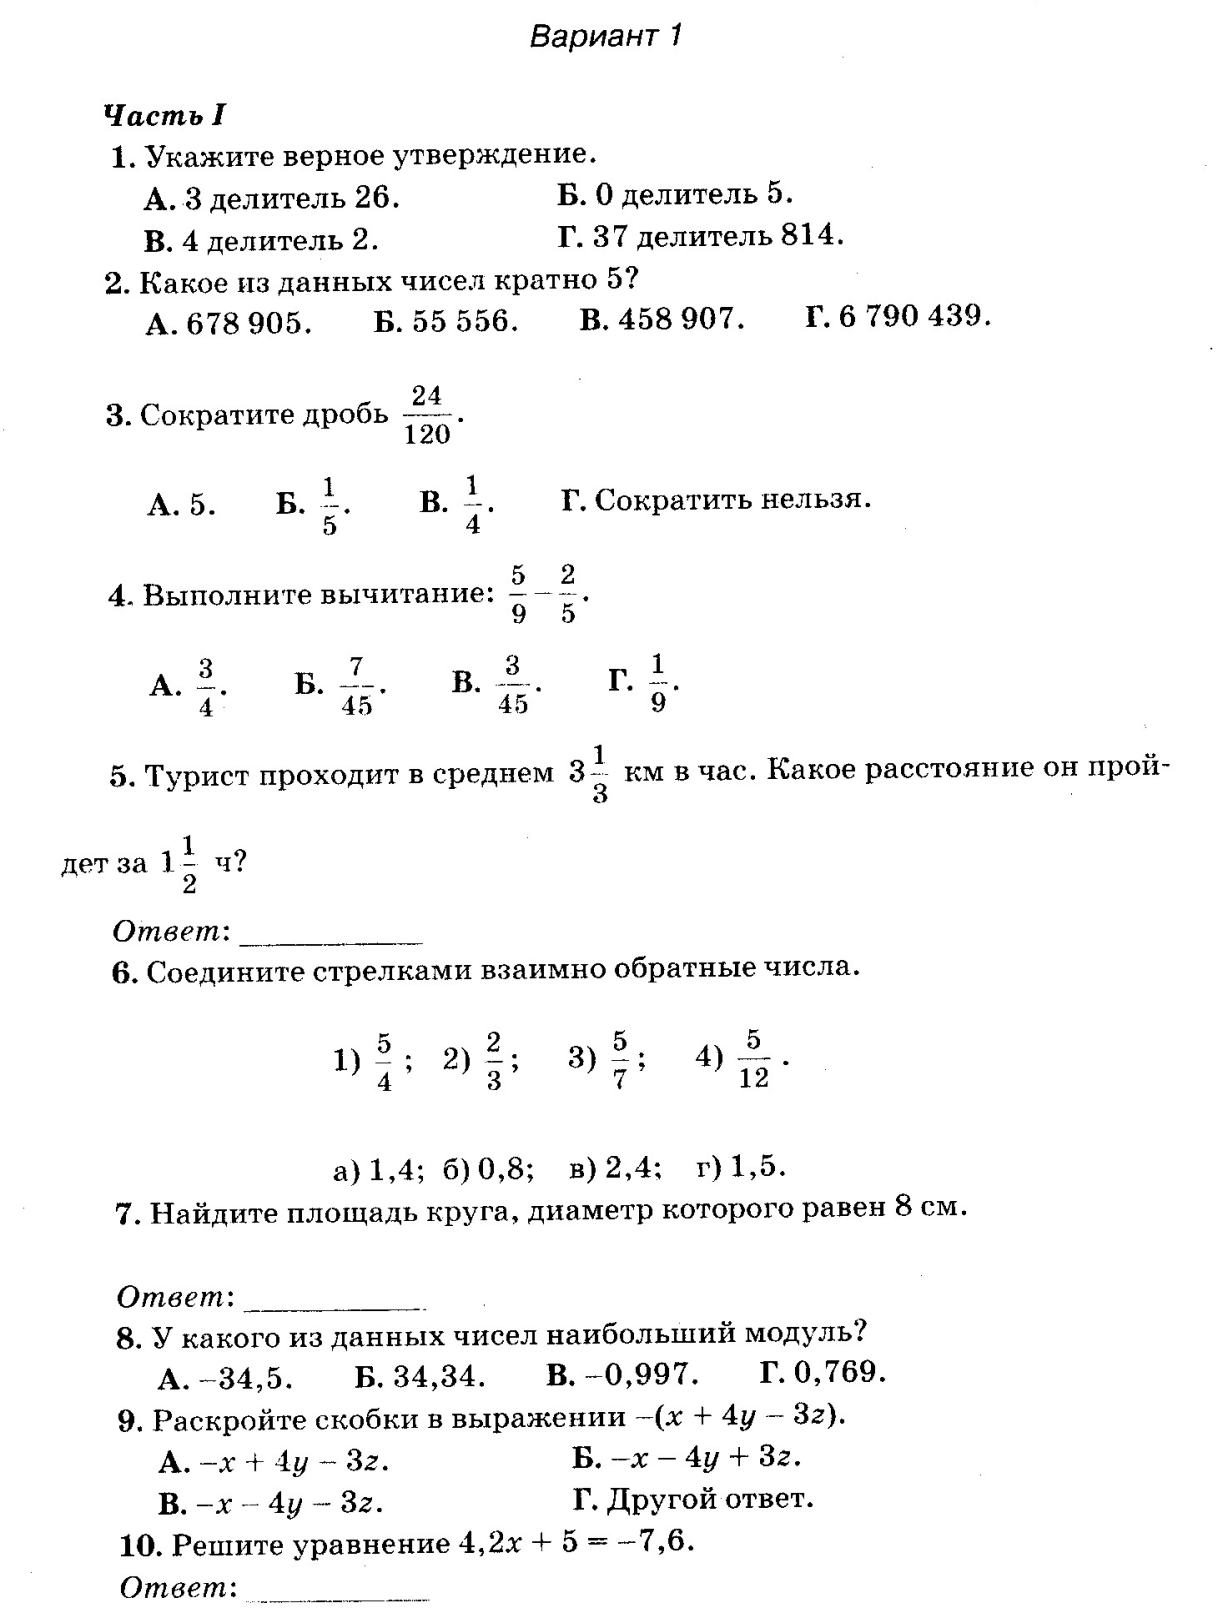 Вариант 1
Часть I
1. Укажите верное утверждение.
А. 3 делитель 26. Б. 0 делитель 5.
В. 4 делитель 2. Г. 37 делитель 814.
2. Какое из данных чисел кратно 5?
А. 678 905. Б. 55 556. В. 458 907. Г. 6 790 439.
3. Сократите дробь 24/120.
А. 5. Б. 1/5. В. 1/4. Г. Сократить нельзя.
4. Выполните вычитание: 5/9 − 2/5.
А. 3/4. Б. 7/45. В. 3/45. Г. 1/9.
5. Турист проходит в среднем 3 1/3 км в час. Какое расстояние он прой-
дет за 1 1/2 ч?
Ответ: ____________
6. Соедините стрелками взаимно обратные числа.
1) 5/4; 2) 2/3; 3) 5/7; 4) 5/12.
а) 1,4; б) 0,8; в) 2,4; г) 1,5.
7. Найдите площадь круга, диаметр которого равен 8 см.
Ответ: ____________.
8. У какого из данных чисел наибольший модуль?
А. −34,5. Б. 34,34. В. −0,997. Г. 0,769.
9. Раскройте скобки в выражении −(x + 4y − 3z).
А. −x + 4y − 3z. Б. −x − 4y + 3z.
В. −x − 4y − 3z. Г. Другой ответ.
10. Решите уравнение 4,2x + 5 = −7,6.
Ответ: ____________